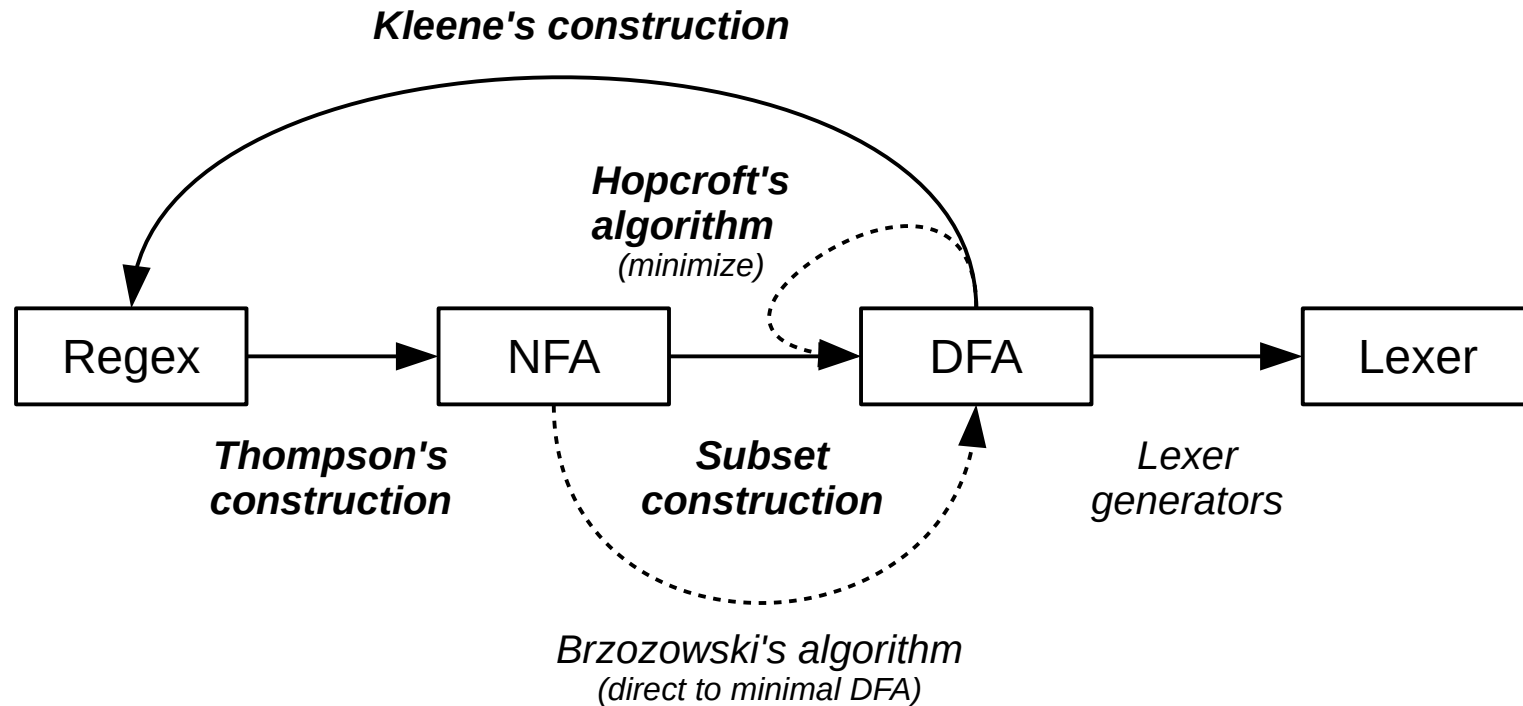 Kleene's construction
Hopcroft's
algorithm
(minimize)
Regex
NFA
DFA
Lexer
Thompson's
construction
Subset
construction
Lexer
generators
Brzozowski's algorithm
(direct to minimal DFA)